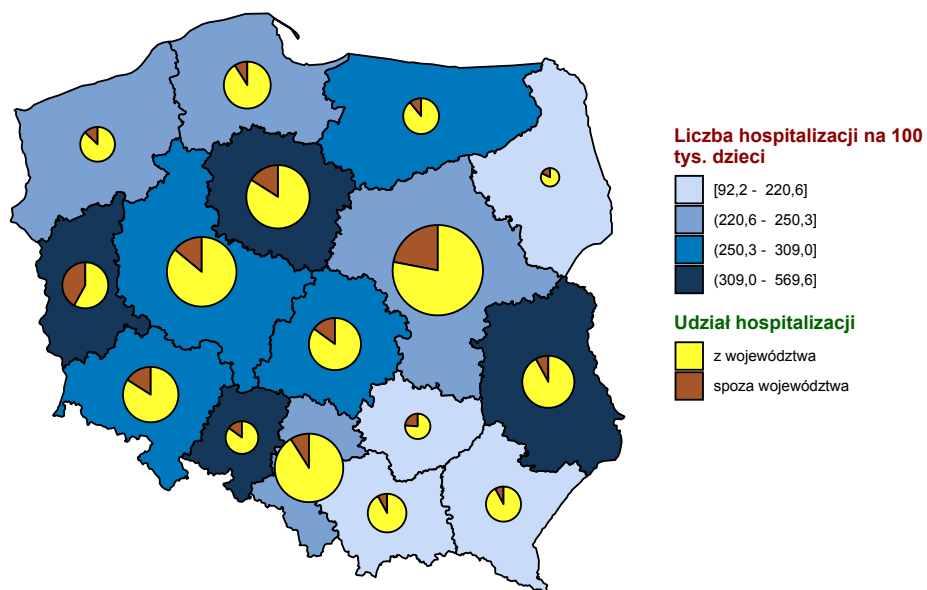 Liczba hospitalizacji na 100
tys. dzieci
[92,2 - 220,6]
(220,6 - 250,3]
(250,3 - 309,0]
(309,0 - 569,6]
Udział hospitalizacji
z województwa
spoza województwa